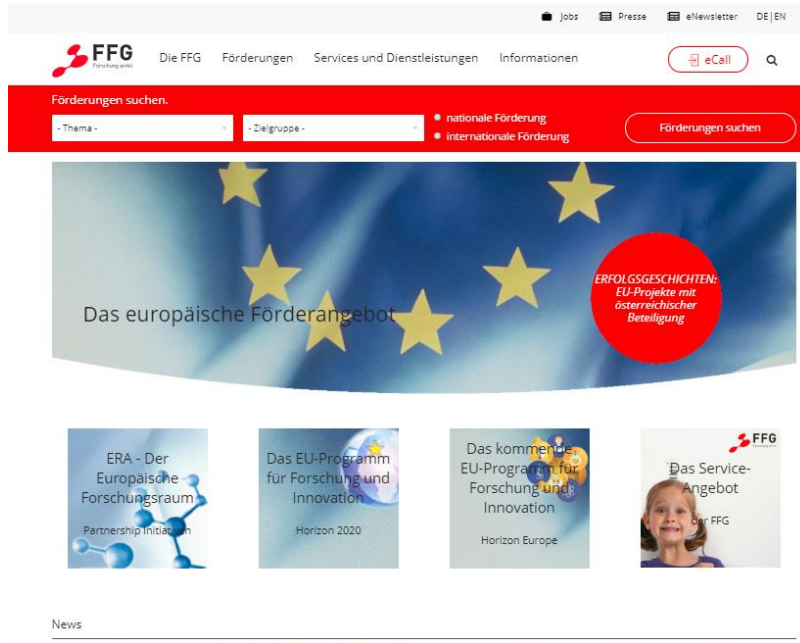 Jobs Presse eNewsletter DE|EN
FFG
Forschung wirkt.
Die FFG Förderungen Services und Dienstleistungen Informationen eCall
Förderungen suchen.
- Thema - - Zielgruppe - nationale Förderung
internationale Förderung
Förderungen suchen
Das europäische Förderangebot
ERFOLGSGESCHICHTEN:
EU-Projekte mit
österreichischer
Beteiligung
ERA - Der
Europäische
Forschungsraum
Partnership Initiativen
Das EU-Programm
für Forschung und
Innovation
Horizon 2020
Das kommende
EU-Programm für
Forschung und
Innovation
Horizon Europe
FFG
Das Service-
Angebot
der FFG
News